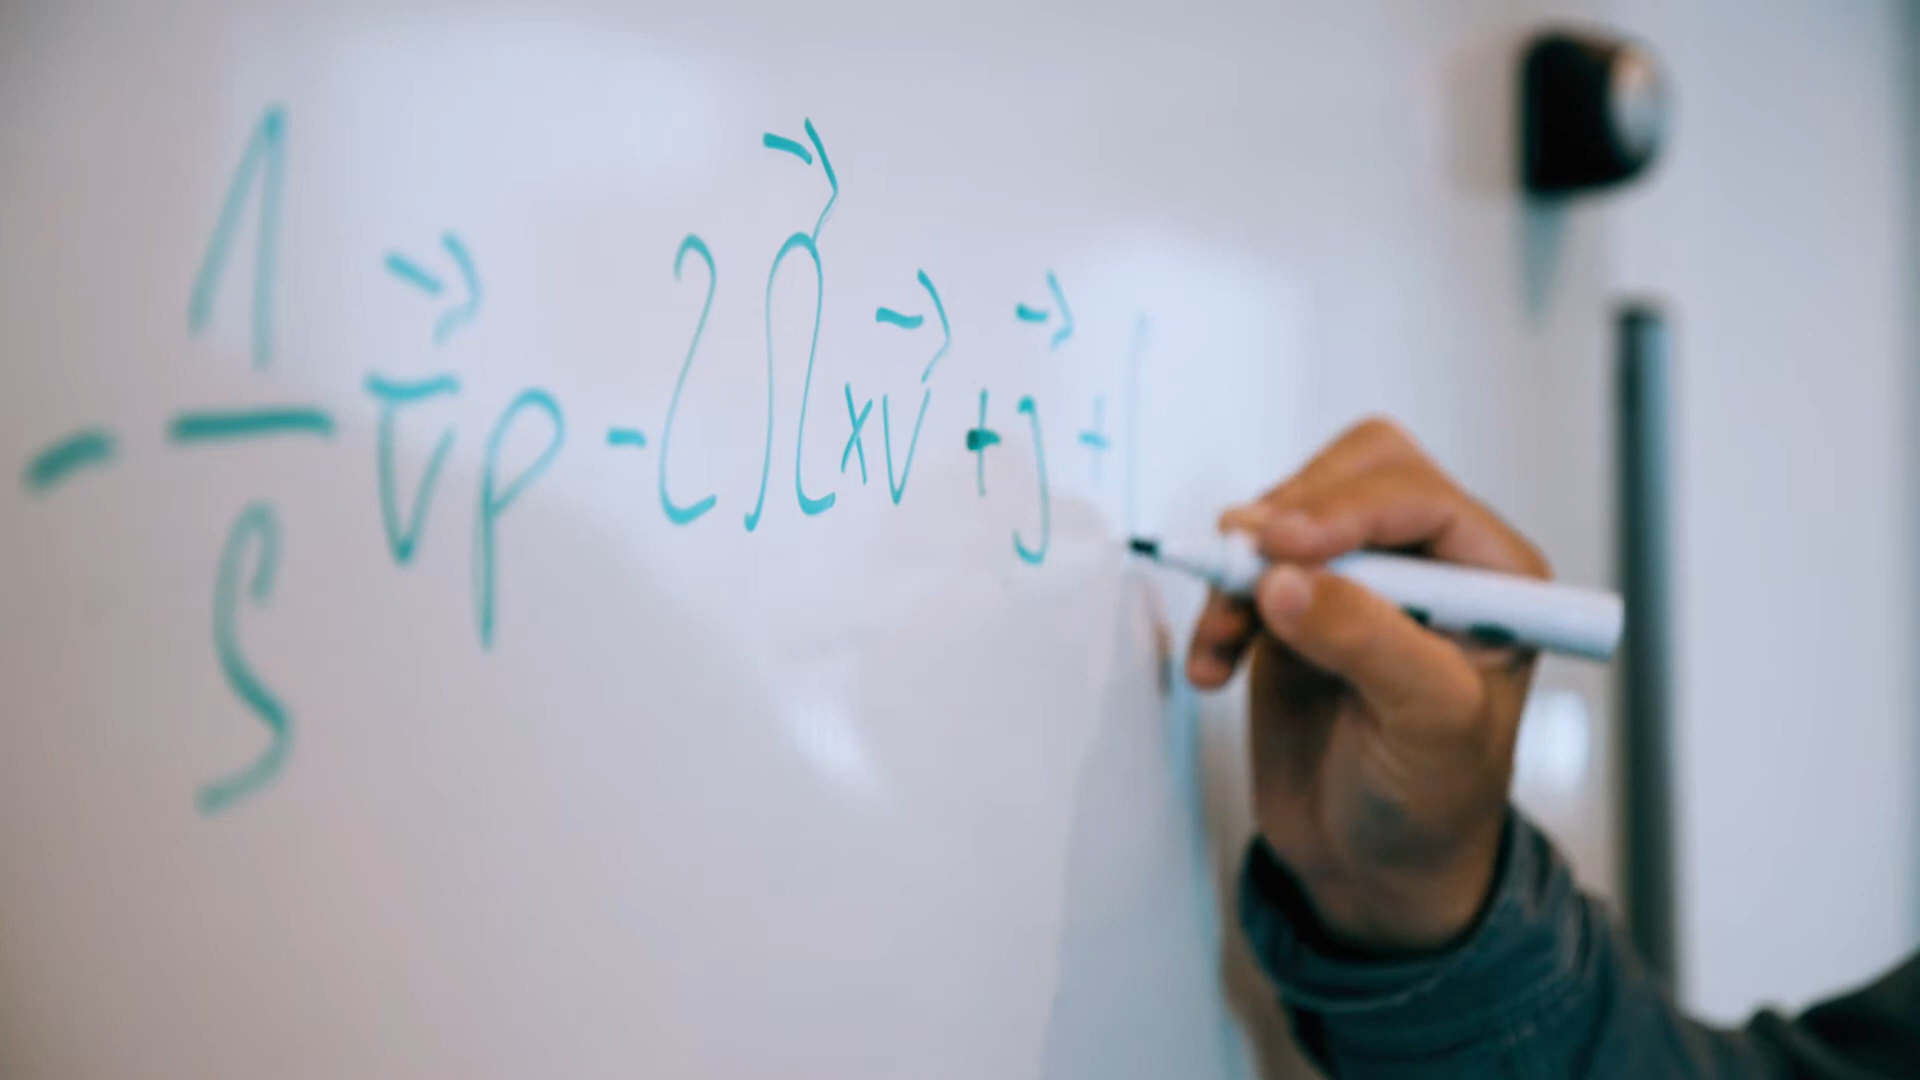 - 1/ρ ∇⃗p - 2Ω⃗ x v⃗ + g⃗ +